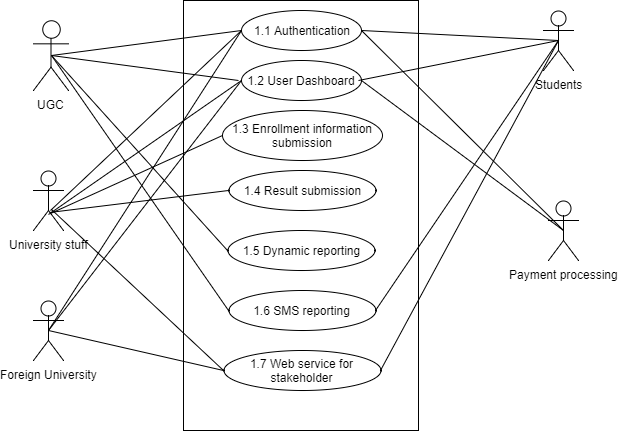 1.1 Authentication
UGC
1.2 User Dashboard
Students
1.3 Enrollment information
submission
1.4 Result submission
University stuff
1.5 Dynamic reporting
Payment processing
1.6 SMS reporting
Foreign University
1.7 Web service for
stakeholder